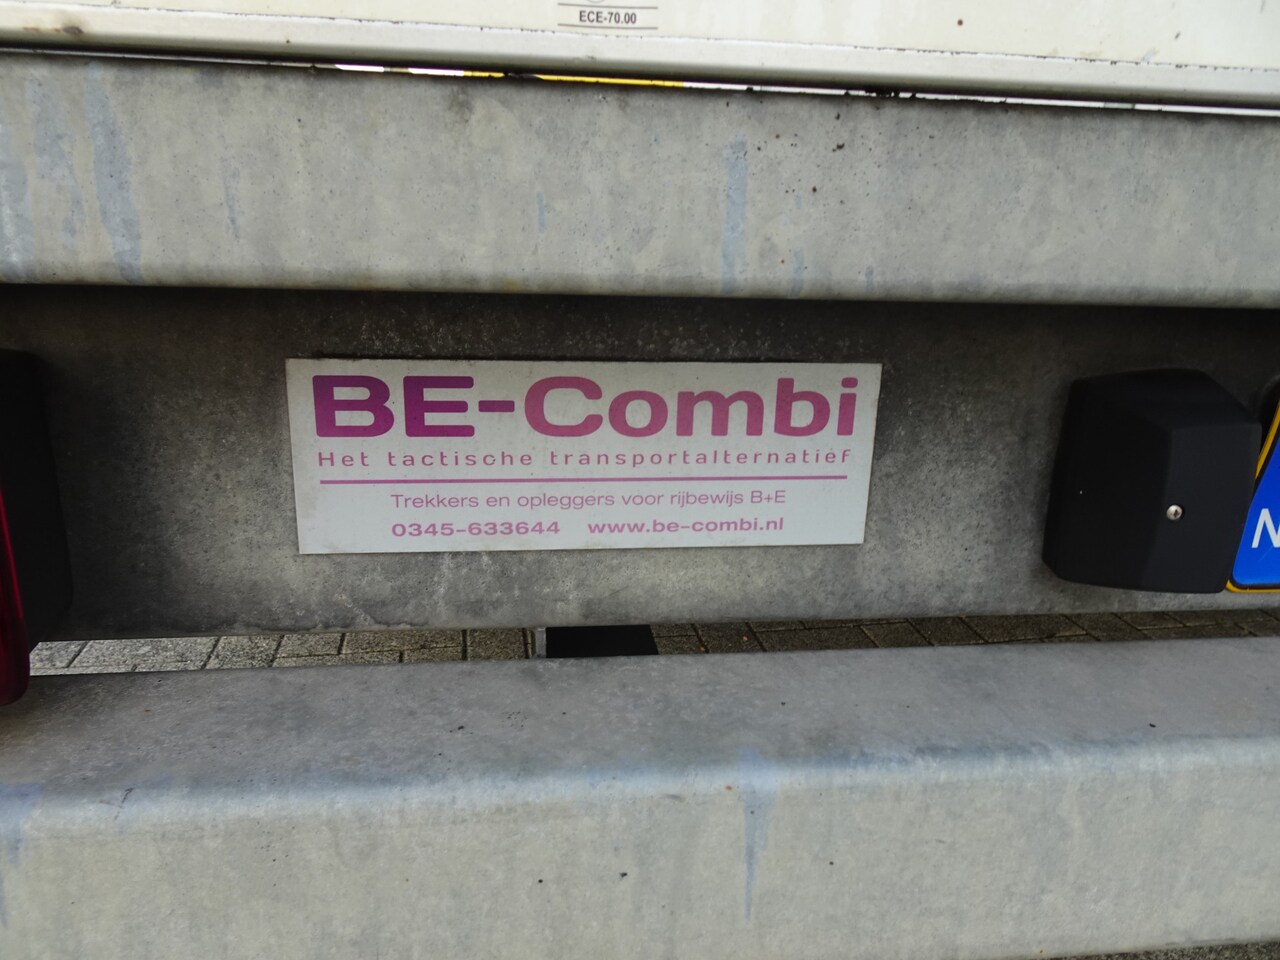 ECE-70.00
BE-Combi
Het tactische transportalternatief
Trekkers en opleggers voor rijbewijs B+E
0345-633644 www.be-combi.nl
N